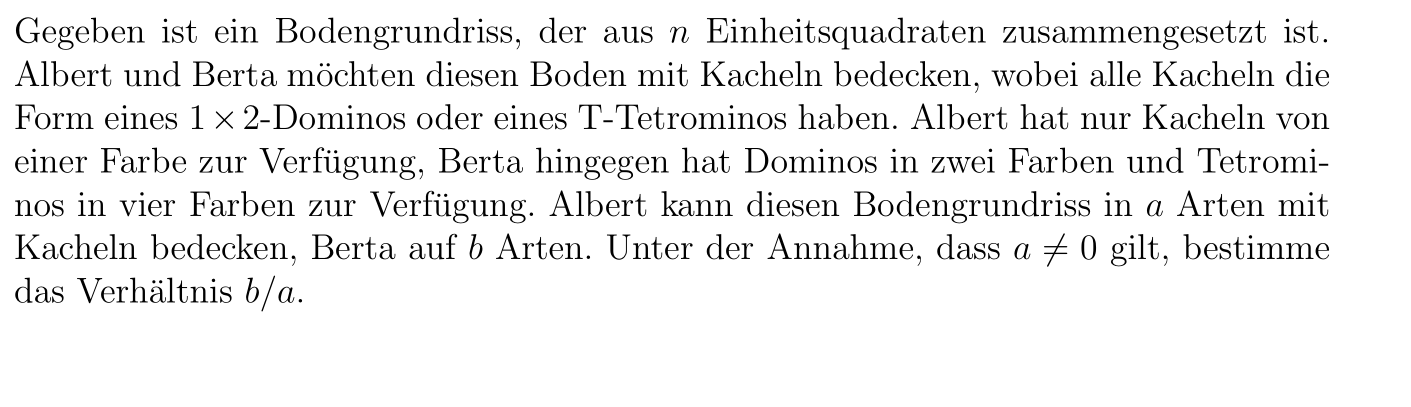 Gegeben ist ein Bodengrundriss, der aus n Einheitsquadraten zusammengesetzt ist.
Albert und Berta möchten diesen Boden mit Kacheln bedecken, wobei alle Kacheln die
Form eines 1 × 2-Dominos oder eines T-Tetrominos haben. Albert hat nur Kacheln von
einer Farbe zur Verfügung, Berta hingegen hat Dominos in zwei Farben und Tetromi-
nos in vier Farben zur Verfügung. Albert kann diesen Bodengrundriss in a Arten mit
Kacheln bedecken, Berta auf b Arten. Unter der Annahme, dass a ≠ 0 gilt, bestimme
das Verhältnis b/a.